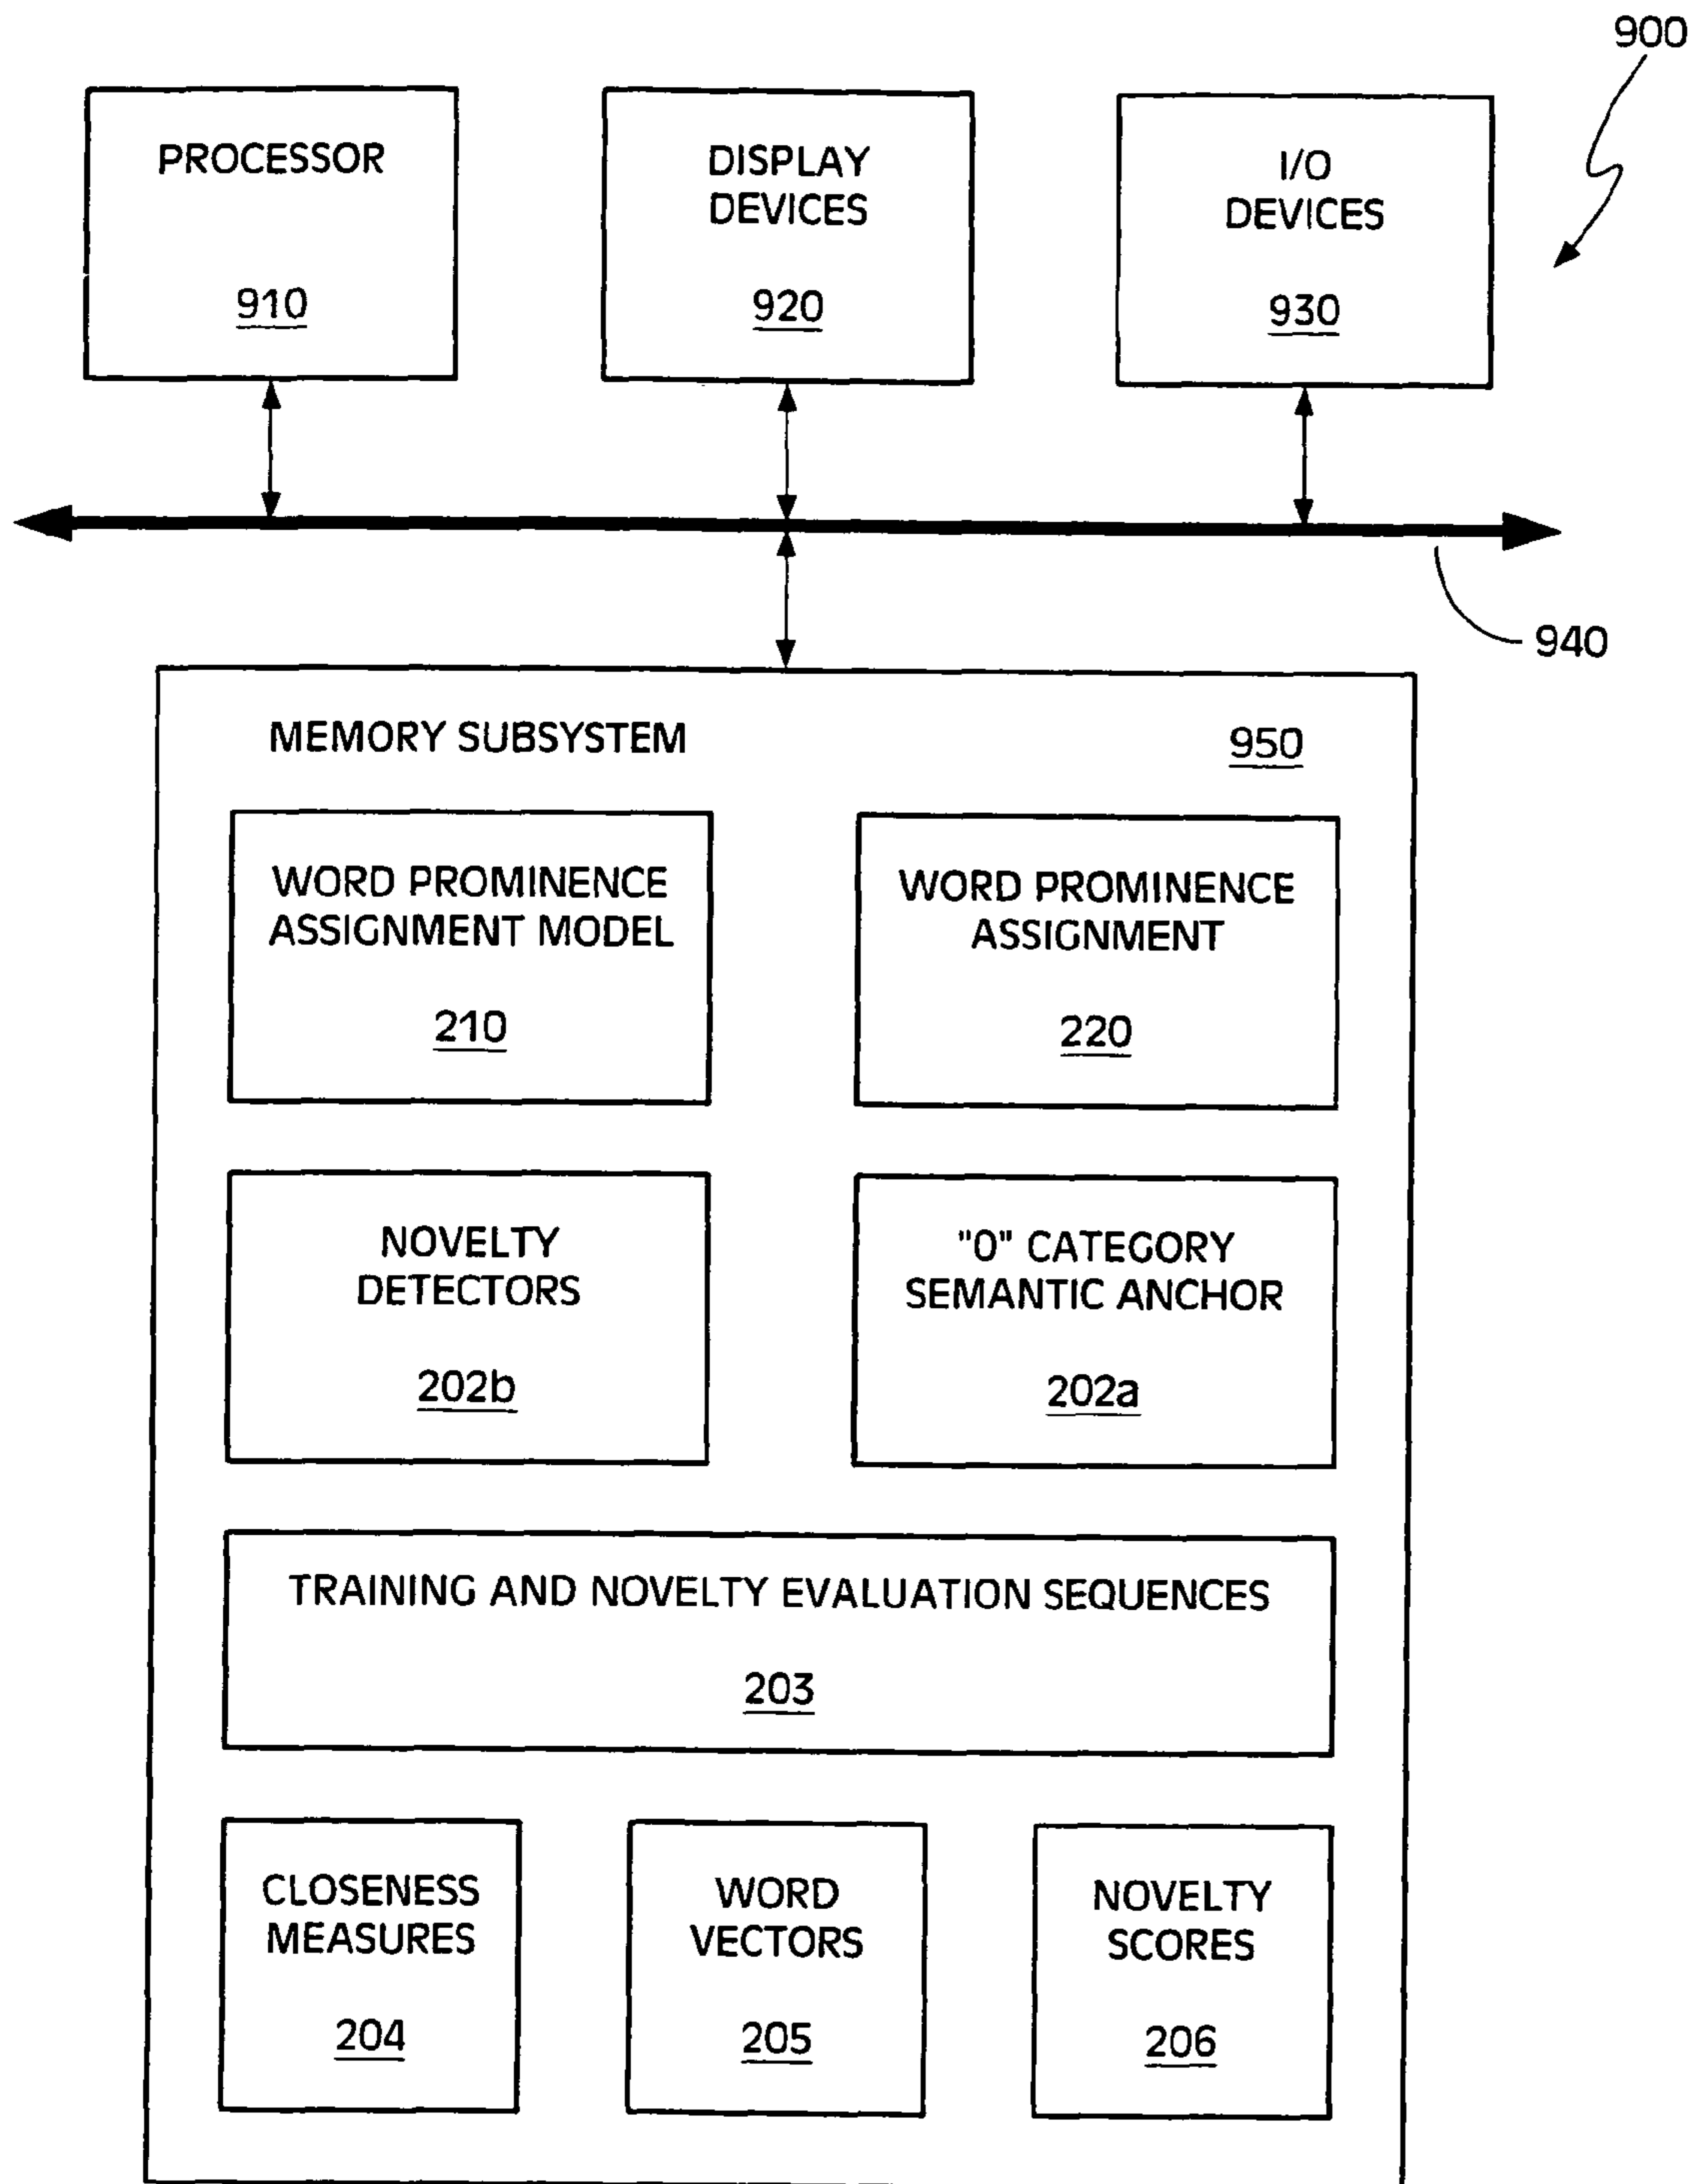 900
PROCESSOR
910
DISPLAY
DEVICES
920
I/O
DEVICES
930
940
MEMORY SUBSYSTEM
950
WORD PROMINENCE
ASSIGNMENT MODEL
210
WORD PROMINENCE
ASSIGNMENT
220
NOVELTY
DETECTORS
202b
"0" CATEGORY
SEMANTIC ANCHOR
202a
TRAINING AND NOVELTY EVALUATION SEQUENCES
203
CLOSENESS
MEASURES
204
WORD
VECTORS
205
NOVELTY
SCORES
206